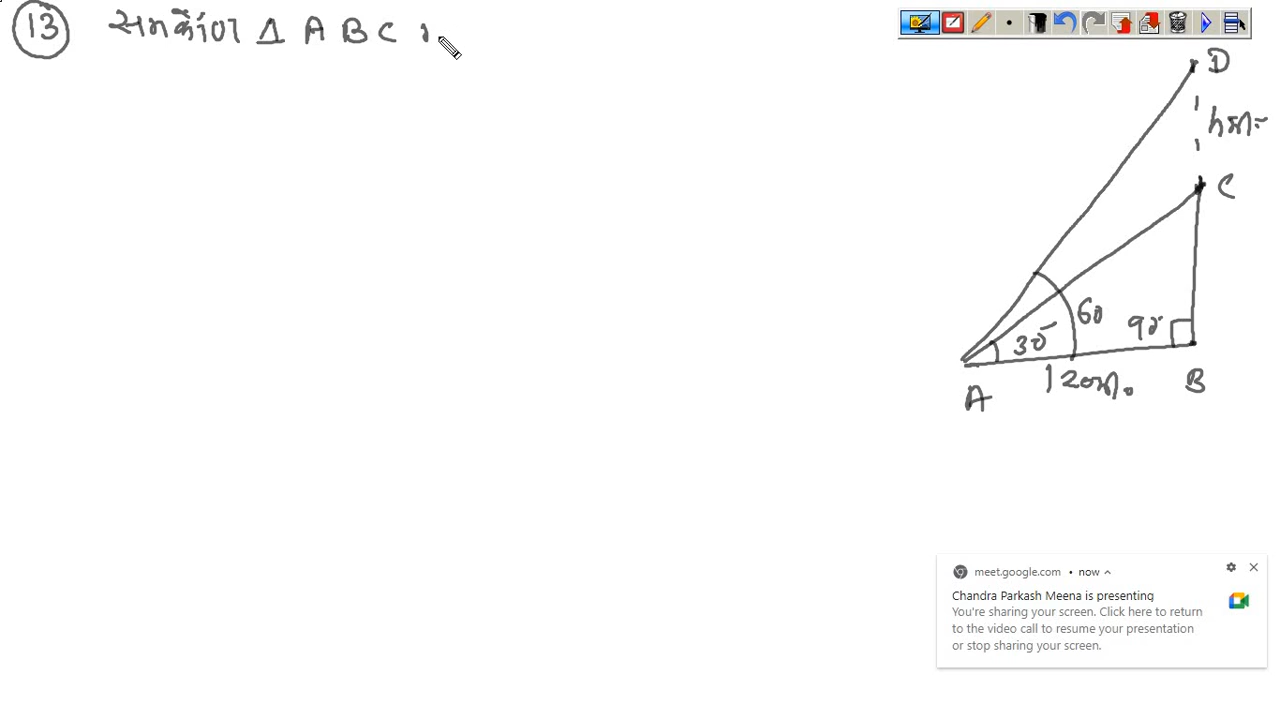 13 समकोण Δ A B C
D
h मी॰
C
60
30°
90°
120 मी॰
A
B
meet.google.com • now
Chandra Parkash Meena is presenting
You're sharing your screen. Click here to return
to the video call to resume your presentation
or stop sharing your screen.